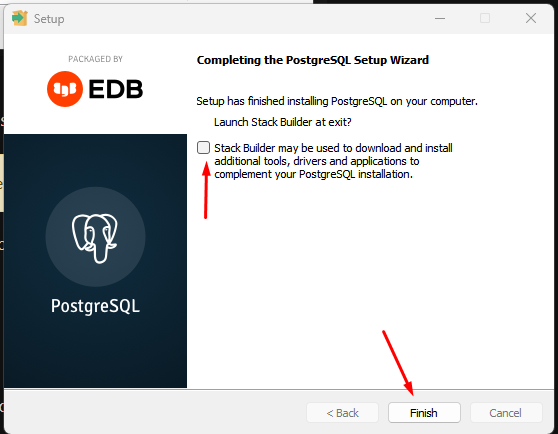 Setup
PACKAGED BY
EDB
PostgreSQL
Completing the PostgreSQL Setup Wizard
Setup has finished installing PostgreSQL on your computer.
Launch Stack Builder at exit?
Stack Builder may be used to download and install
additional tools, drivers and applications to
complement your PostgreSQL installation.
< Back
Finish
Cancel